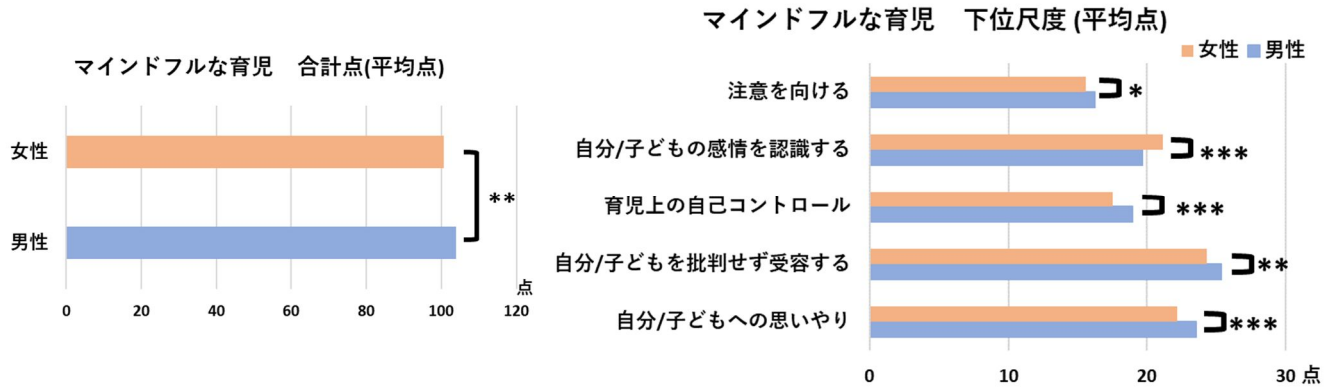 マインドフルな育児　合計点(平均点)
女性
男性
**
0 20 40 60 80 100 120
点
マインドフルな育児　下位尺度 (平均点)
女性 男性
注意を向ける
*
自分/子どもの感情を認識する
***
育児上の自己コントロール
***
自分/子どもを批判せず受容する
**
自分/子どもへの思いやり
***
0 10 20 30 点